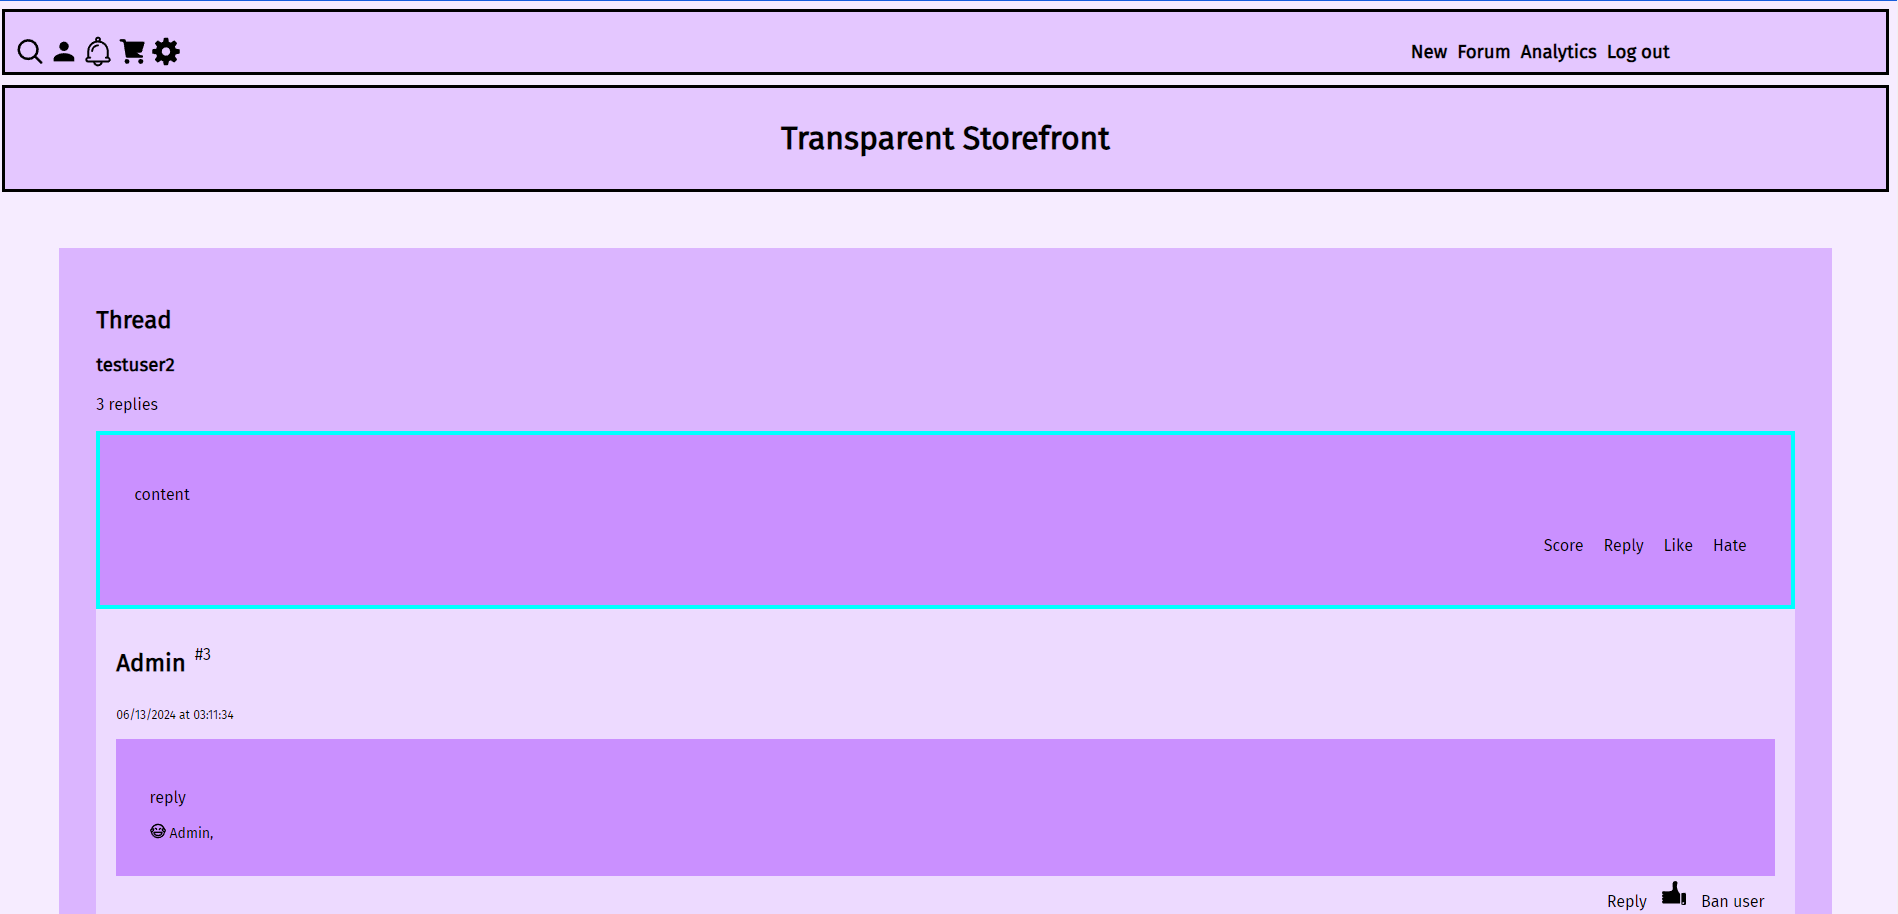 New Forum Analytics Log out
Transparent Storefront
Thread
testuser2
3 replies
content
Score Reply Like Hate
Admin #3
06/13/2024 at 03:11:34
reply
Admin,
Reply Ban user